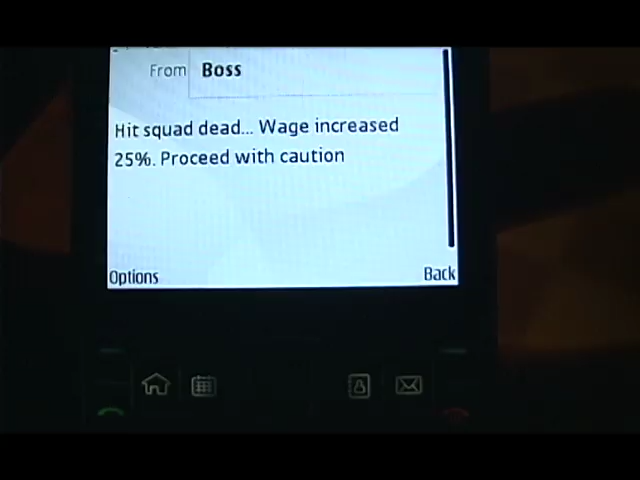 From Boss
Hit squad dead... Wage increased
25%. Proceed with caution
Options Back